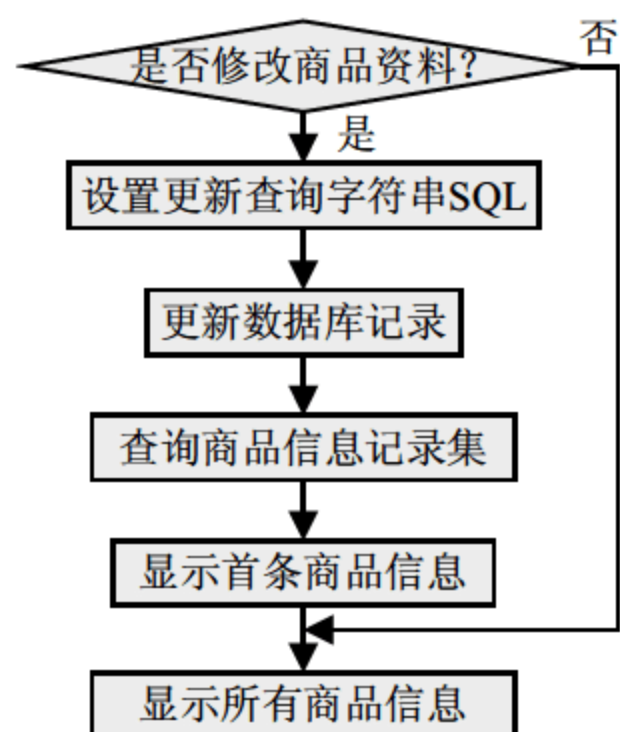 否
是否修改商品资料？
是
设置更新查询字符串SQL
更新数据库记录
查询商品信息记录集
显示首条商品信息
显示所有商品信息